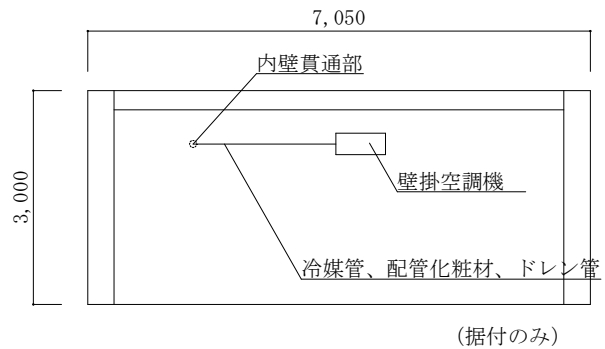 7,050
内壁貫通部
3,000
壁掛空調機
冷媒管、配管化粧材、ドレン管
(据付のみ)